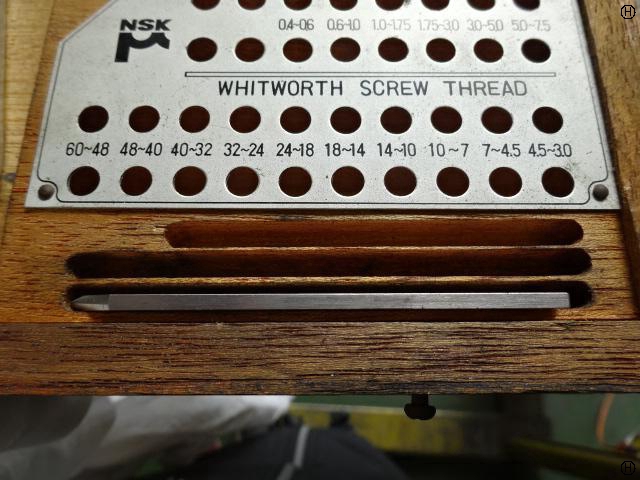 NSK
µ
0.4~0.6 0.6~1.0 1.0~1.75 1.75~3.0 3.0~5.0 5.0~7.5
WHITWORTH SCREW THREAD
60~48 48~40 40~32 32~24 24~18 18~14 14~10 10~7 7~4.5 4.5~3.0